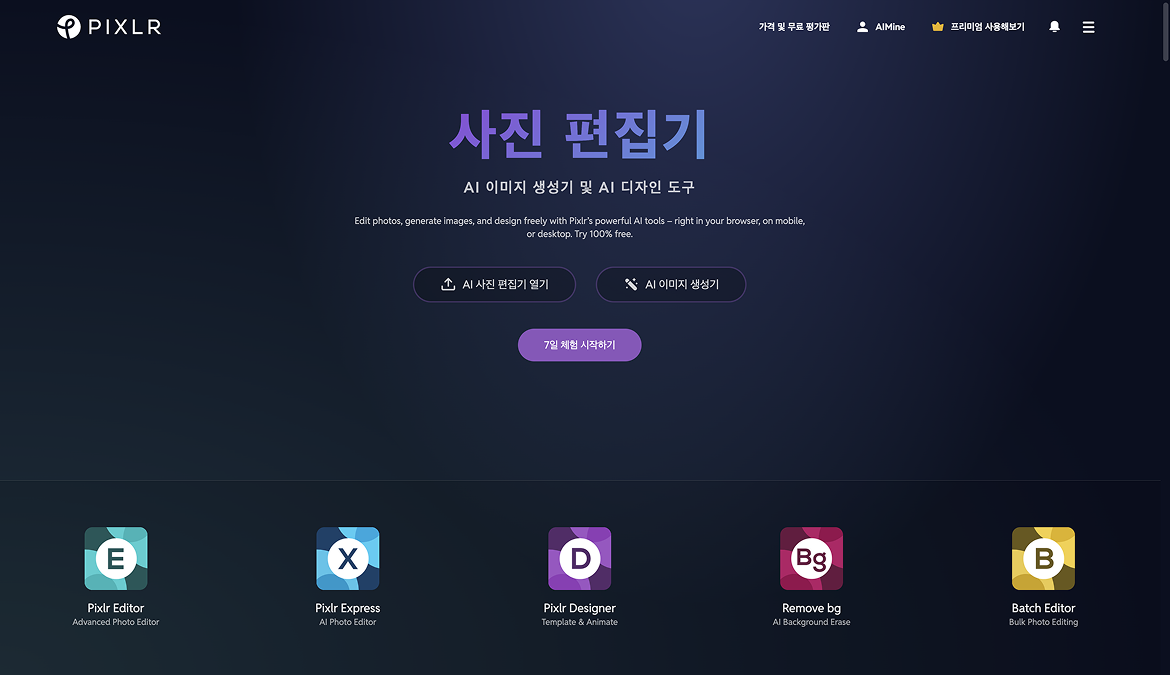 PIXLR
가격 및 무료 평가판
AIMine
프리미엄 사용해보기
사진 편집기
AI 이미지 생성기 및 AI 디자인 도구
Edit photos, generate images, and design freely with Pixlr's powerful AI tools – right in your browser, on mobile,
or desktop. Try 100% free.
AI 사진 편집기 열기
AI 이미지 생성기
7일 체험 시작하기
E
Pixlr Editor
Advanced Photo Editor
X
Pixlr Express
AI Photo Editor
D
Pixlr Designer
Template & Animate
Bg
Remove bg
AI Background Erase
B
Batch Editor
Bulk Photo Editing